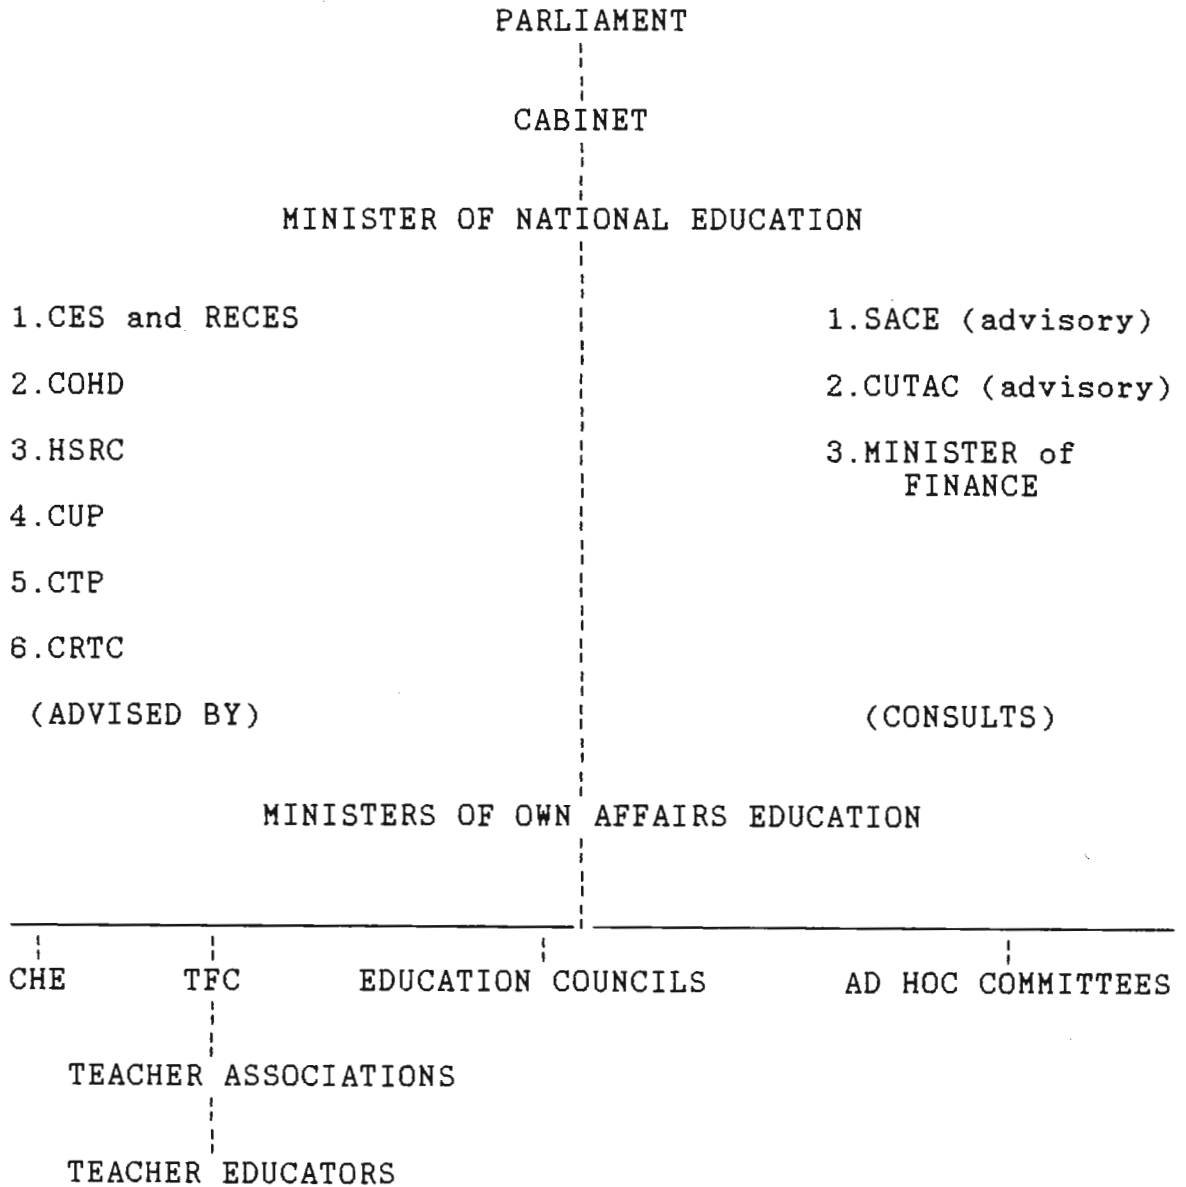 PARLIAMENT
CABINET
MINISTER OF NATIONAL EDUCATION
1.CES and RECES
2.COHD
3.HSRC
4.CUP
5.CTP
6.CRTC
(ADVISED BY)
1.SACE (advisory)
2.CUTAC (advisory)
3.MINISTER of
FINANCE
(CONSULTS)
MINISTERS OF OWN AFFAIRS EDUCATION
CHE TFC EDUCATION COUNCILS AD HOC COMMITTEES
TEACHER ASSOCIATIONS
TEACHER EDUCATORS